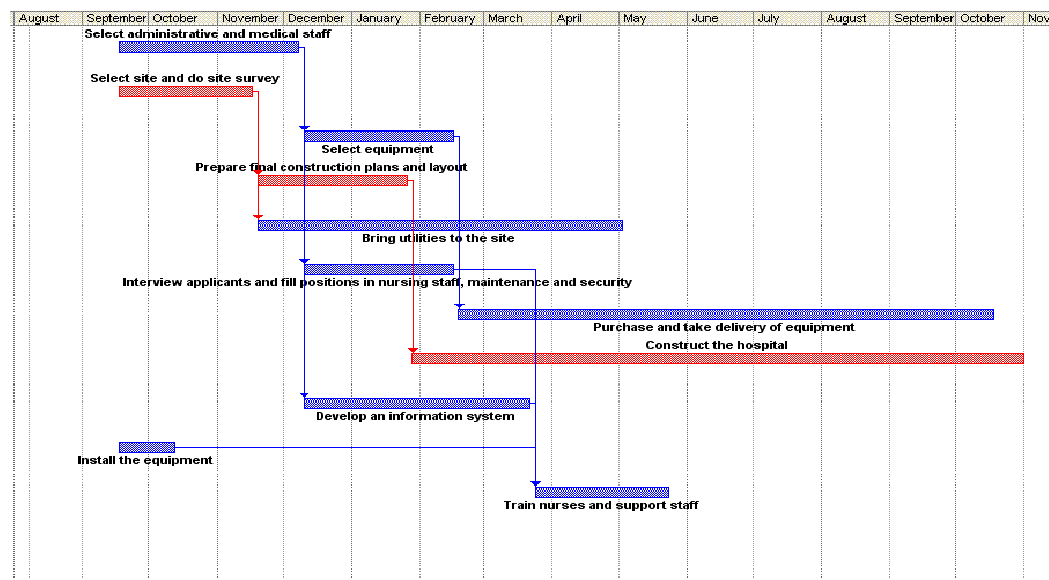 August September October November December January February March April May June July August September October Nov
Select administrative and medical staff
Select site and do site survey
Select equipment
Prepare final construction plans and layout
Bring utilities to the site
Interview applicants and fill positions in nursing staff, maintenance and security
Purchase and take delivery of equipment
Construct the hospital
Develop an information system
Install the equipment
Train nurses and support staff